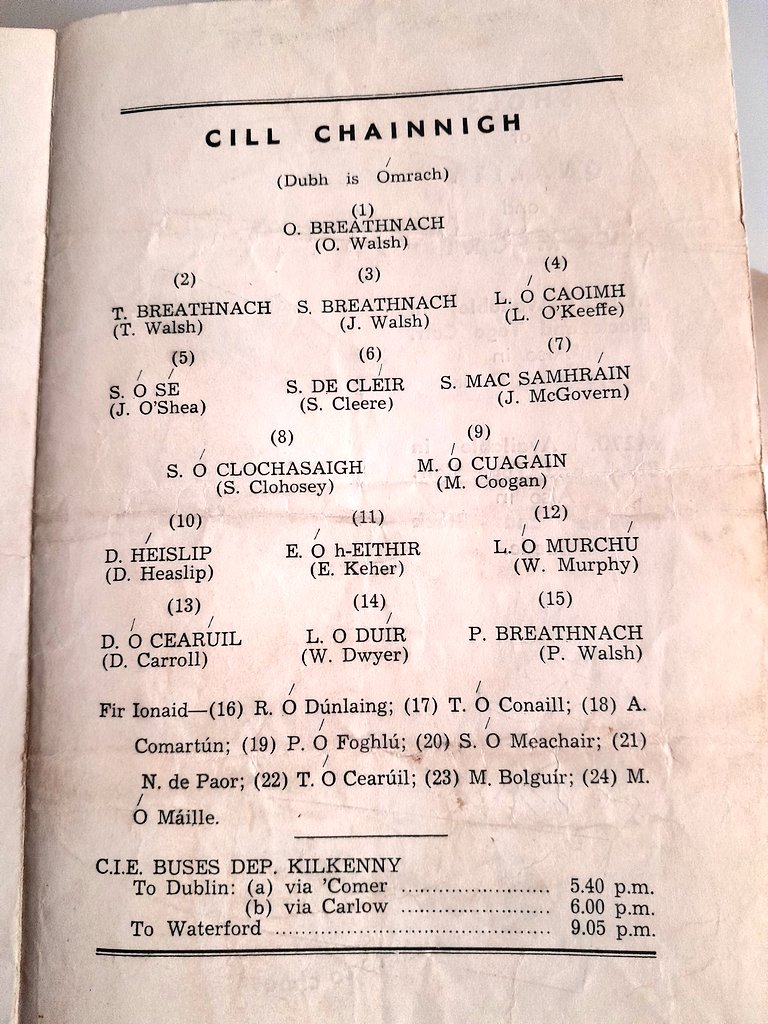 CILL CHAINNIGH
(Dubh is Ómrach)
(1)
O. BREATHNACH
(O. Walsh)
(2) (3) (4)
T. BREATHNACH S. BREATHNACH L. Ó CAOIMH
(T. Walsh) (J. Walsh) (L. O'Keeffe)
(5) (6) (7)
S. Ó SÉ S. DE CLÉIR S. MAC SAMHRÁIN
(J. O'Shea) (S. Cleere) (J. McGovern)
(8) (9)
S. Ó CLOCHASAIGH M. Ó CUAGÁIN
(S. Clohosey) (M. Coogan)
(10) (11) (12)
D. HÉISLIP E. Ó h-EITHIR L. Ó MURCHÚ
(D. Heaslip) (E. Keher) (W. Murphy)
(13) (14) (15)
D. Ó CEARÚIL L. O DUÍR P. BREATHNACH
(D. Carroll) (W. Dwyer) (P. Walsh)
Fir Ionaid—(16) R. Ó Dúnlaing; (17) T. Ó Conaill; (18) A.
Comartún; (19) P. Ó Foghlú; (20) S. Ó Meachair; (21)
N. de Paor; (22) T. Ó Cearúil; (23) M. Bolguír; (24) M.
Ó Máille.
C.I.E. BUSES DEP. KILKENNY
To Dublin: (a) via 'Comer ........................ 5.40 p.m.
(b) via Carlow ........................ 6.00 p.m.
To Waterford ............................................ 9.05 p.m.